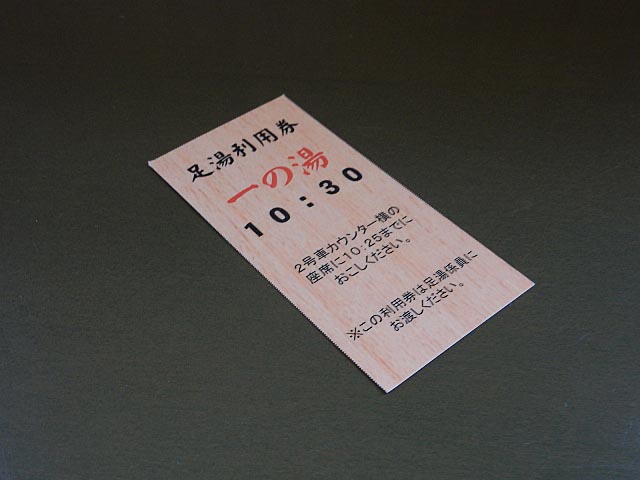 足湯利用券
一の湯
10:30
2号車カウンター横の
座席に10:25までに
おこしください。
※この利用券は足湯係員に
お渡しください。